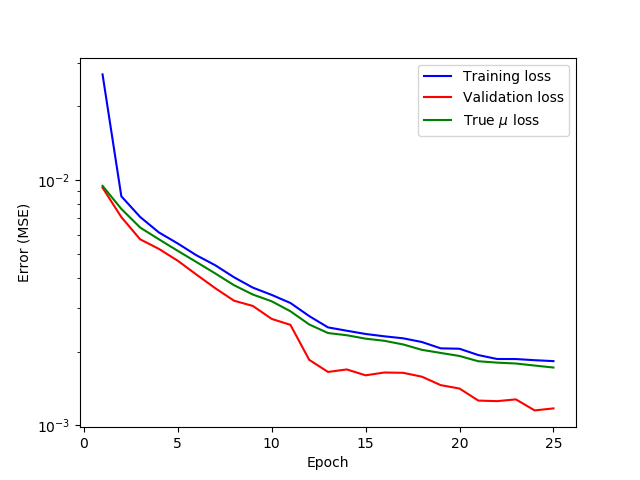 Training loss
Validation loss
True μ loss
10⁻²
10⁻³
Error (MSE)
0 5 10 15 20 25
Epoch